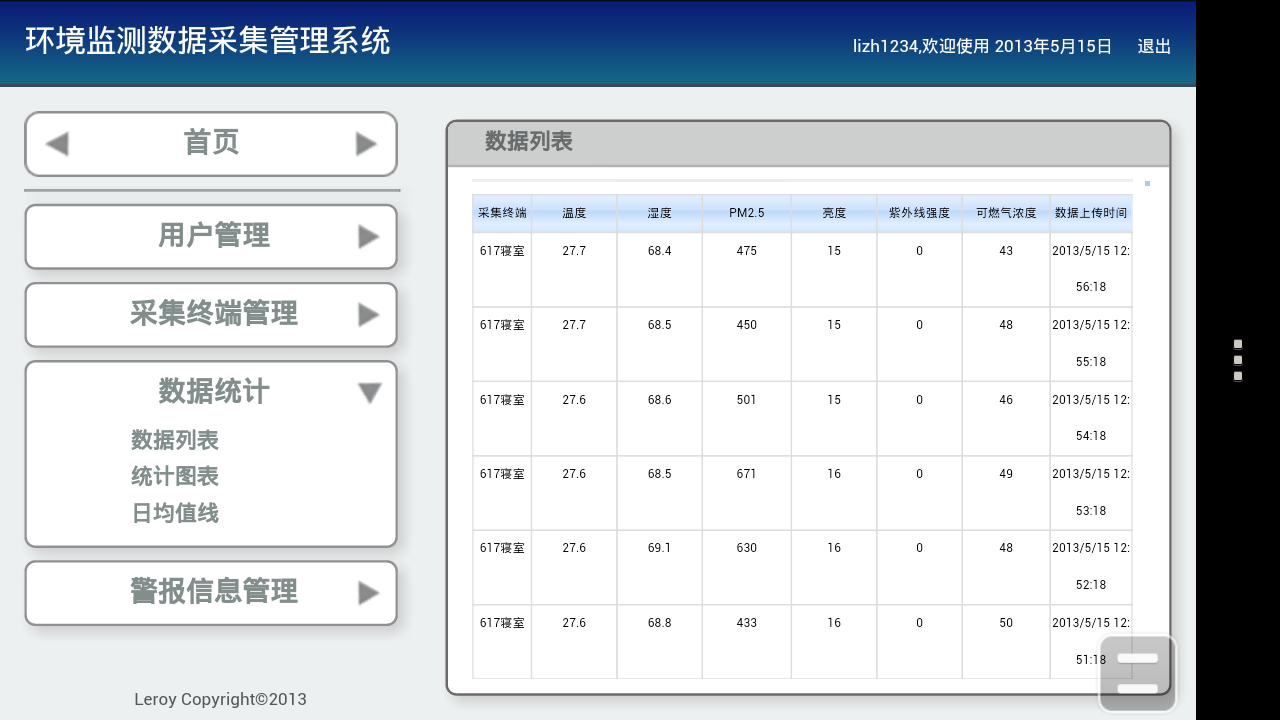 环境监测数据采集管理系统
lizh1234,欢迎使用 2013年5月15日 退出
首页
用户管理
采集终端管理
数据统计
数据列表
统计图表
日均值线
警报信息管理
Leroy Copyright©2013
数据列表
采集终端 温度 湿度 PM2.5 亮度 紫外线强度 可燃气浓度 数据上传时间
617寝室 27.7 68.4 475 15 0 43 2013/5/15 12:
56:18
617寝室 27.7 68.5 450 15 0 48 2013/5/15 12:
55:18
617寝室 27.6 68.6 501 15 0 46 2013/5/15 12:
54:18
617寝室 27.6 68.5 671 16 0 49 2013/5/15 12:
53:18
617寝室 27.6 69.1 630 16 0 48 2013/5/15 12:
52:18
617寝室 27.6 68.8 433 16 0 50 2013/5/15 12:
51:18